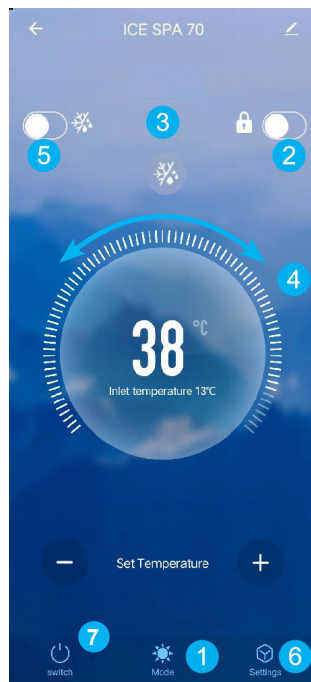 ICE SPA 70
3
5
2
4
38 °C
Inlet temperature 13°C
Set Temperature
7
1
6
switch
Mode
Settings